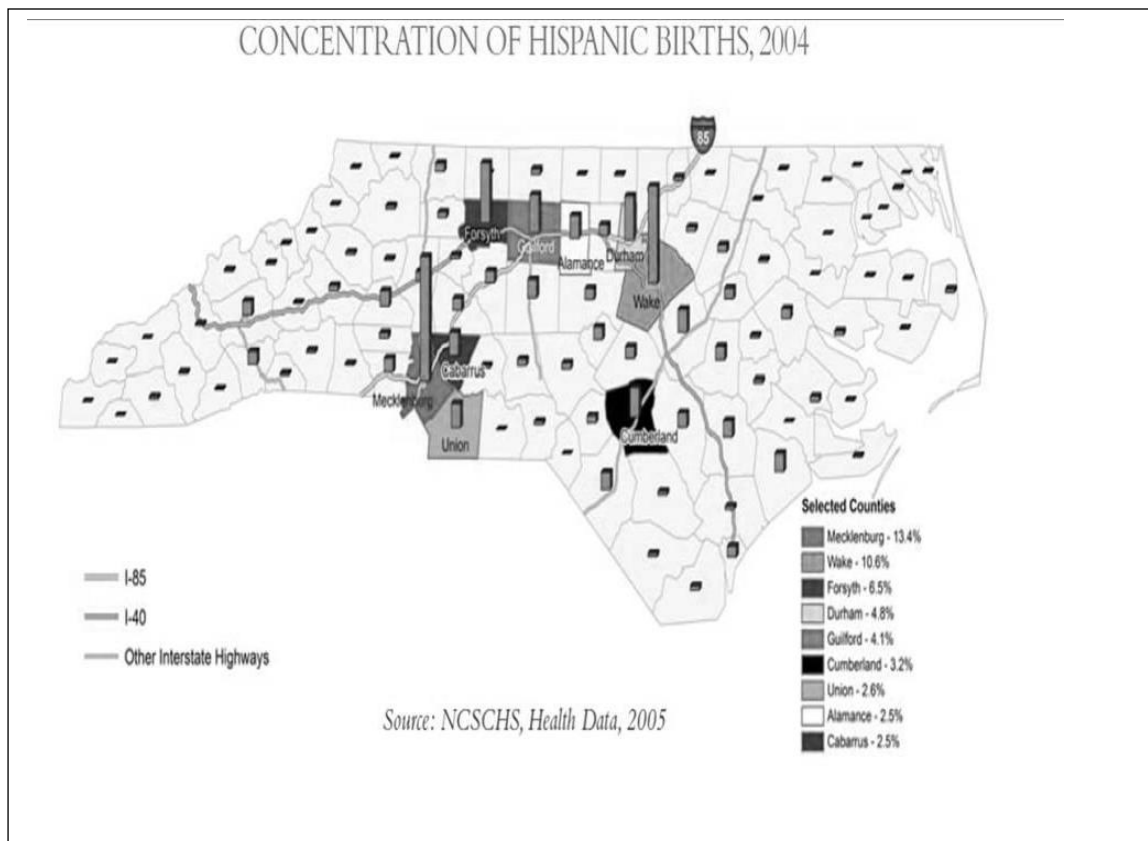 CONCENTRATION OF HISPANIC BIRTHS, 2004
85
Forsyth
Guilford
Alamance
Durham
Wake
Cabarrus
Mecklenburg
Union
Cumberland
Selected Counties
Mecklenburg - 13.4%
Wake - 10.6%
Forsyth - 6.5%
Durham - 4.8%
Guilford - 4.1%
Cumberland - 3.2%
Union - 2.6%
Alamance - 2.5%
Cabarrus - 2.5%
I-85
I-40
Other Interstate Highways
Source: NCSCHS, Health Data, 2005